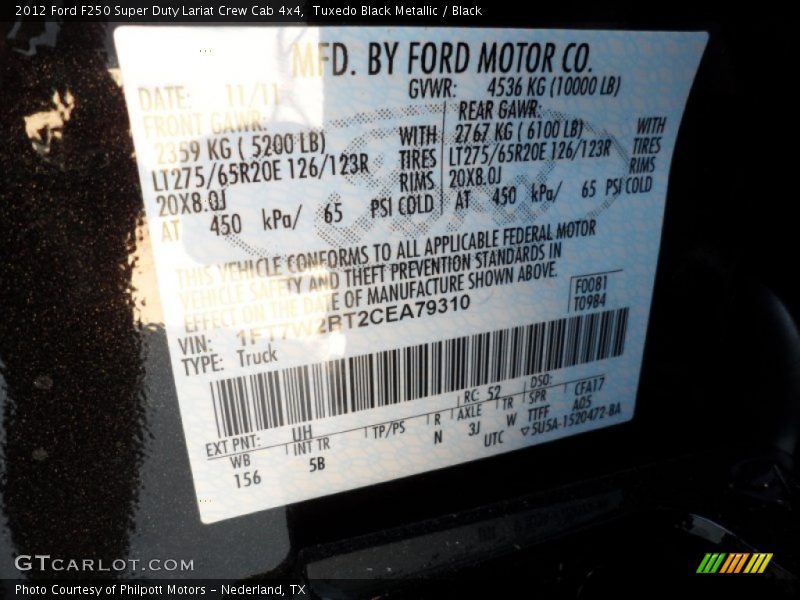 2012 Ford F250 Super Duty Lariat Crew Cab 4x4,  Tuxedo Black Metallic / Black
MFD. BY FORD MOTOR CO.
DATE: 11/11
GVWR: 4536 KG (10000 LB)
FRONT GAWR:
2359 KG ( 5200 LB)
WITH
LT275/65R20E 126/123R
TIRES
20X8.0J
RIMS
AT 450 kPa/ 65 PSI COLD
REAR GAWR:
2767 KG ( 6100 LB)
WITH
LT275/65R20E 126/123R
TIRES
20X8.0J
RIMS
AT 450 kPa/ 65 PSI COLD
THIS VEHICLE CONFORMS TO ALL APPLICABLE FEDERAL MOTOR
VEHICLE SAFETY AND THEFT PREVENTION STANDARDS IN
EFFECT ON THE DATE OF MANUFACTURE SHOWN ABOVE.
F0081
T0984
VIN: 1FT7W2BT2CEA79310
TYPE: Truck
EXT PNT: UH
RC: 52
DSO:
WB
INT TR
TP/PS
R
AXLE
TR
SPR
CFA17
156
5B
N
3J
W
TTFF
A05
UTC
▽5U5A-1520472-BA
GTCARLOT.COM
Photo Courtesy of Philpott Motors - Nederland, TX